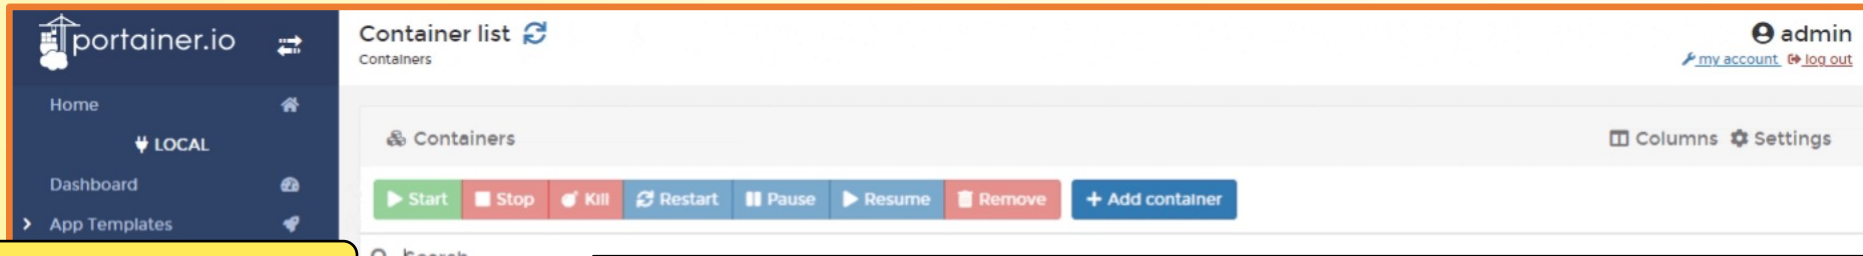 portainer.io
Container list
Containers
admin
my account log out
Home
LOCAL
Dashboard
App Templates
Containers
Columns Settings
Start Stop Kill Restart Pause Resume Remove + Add container
Search